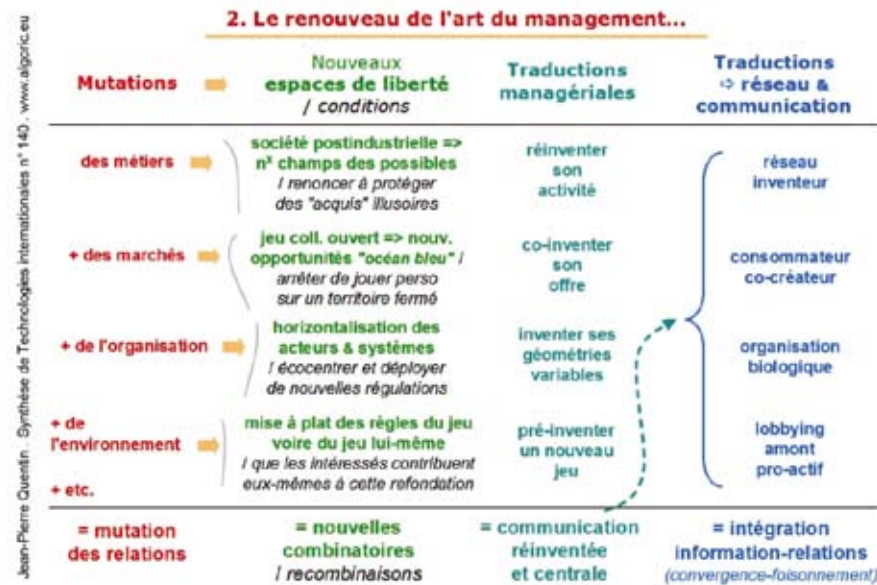 2. Le renouveau de l'art du management...
Mutations
Nouveaux
espaces de liberté
/ conditions
Traductions
managériales
Traductions
⇨ réseau &
communication
des métiers
société postindustrielle =>
nˣ champs des possibles
/ renoncer à protéger
des "acquis" illusoires
réinventer
son
activité
réseau
inventeur
+ des marchés
jeu coll. ouvert => nouv.
opportunités "océan bleu" /
arrêter de jouer perso
sur un territoire fermé
co-inventer
son
offre
consommateur
co-créateur
+ de l'organisation
horizontalisation des
acteurs & systèmes
/ écocentrer et déployer
de nouvelles régulations
inventer ses
géométries
variables
organisation
biologique
+ de
l'environnement
+ etc.
mise à plat des règles du jeu
voire du jeu lui-même
/ que les intéressés contribuent
eux-mêmes à cette refondation
pré-inventer
un nouveau
jeu
lobbying
amont
pro-actif
= mutation
des relations
= nouvelles
combinatoires
/ recombinaisons
= communication
réinventée
et centrale
= intégration
information-relations
(convergence-foisonnement)
Jean-Pierre Quentin . Synthèse de Technologies internationales n° 140 . www.algoric.eu